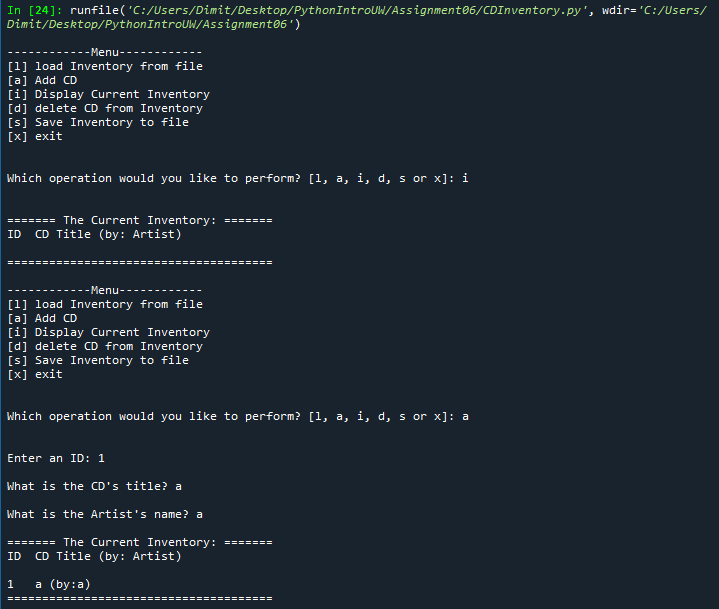 In [24]: runfile('C:/Users/Dimit/Desktop/PythonIntroUW/Assignment06/CDInventory.py', wdir='C:/Users/
Dimit/Desktop/PythonIntroUW/Assignment06')
------------Menu------------
[l] load Inventory from file
[a] Add CD
[i] Display Current Inventory
[d] delete CD from Inventory
[s] Save Inventory to file
[x] exit
Which operation would you like to perform? [l, a, i, d, s or x]: i
======= The Current Inventory: =======
ID  CD Title (by: Artist)
======================================
------------Menu------------
[l] load Inventory from file
[a] Add CD
[i] Display Current Inventory
[d] delete CD from Inventory
[s] Save Inventory to file
[x] exit
Which operation would you like to perform? [l, a, i, d, s or x]: a
Enter an ID: 1
What is the CD's title? a
What is the Artist's name? a
======= The Current Inventory: =======
ID  CD Title (by: Artist)
1   a (by:a)
======================================